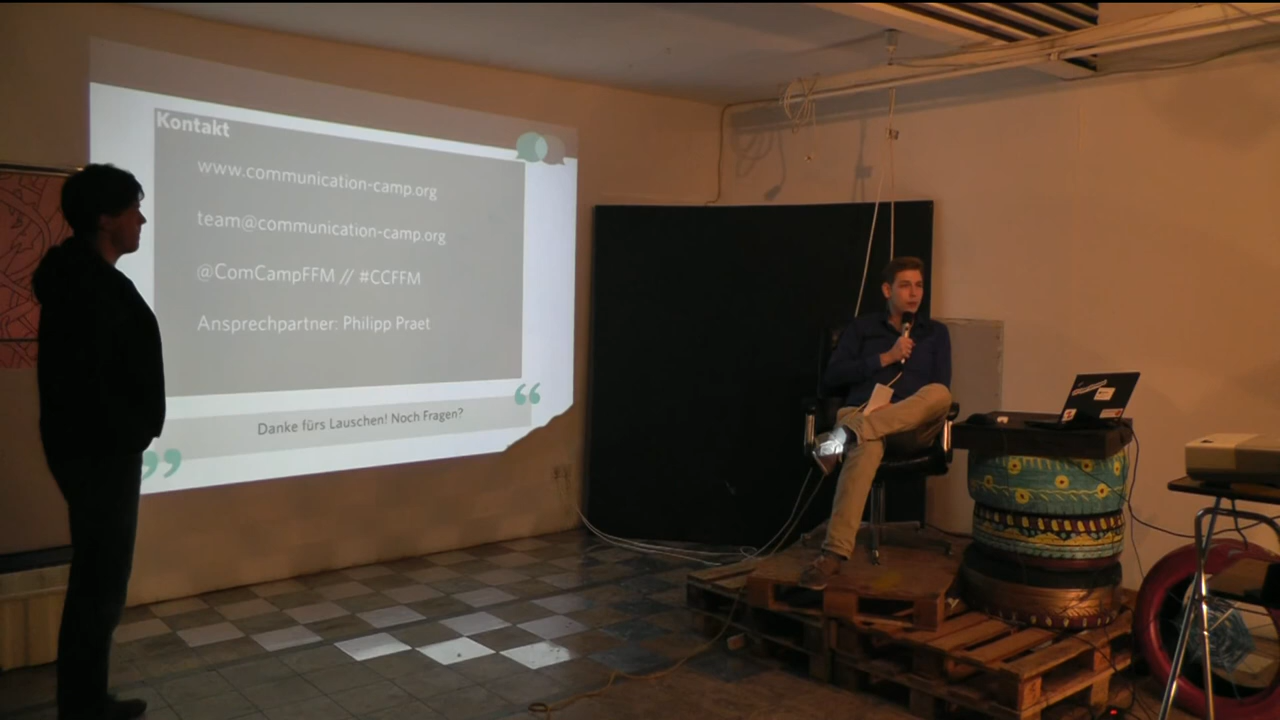 Kontakt
www.communication-camp.org
team@communication-camp.org
@ComCampFFM // #CCFFM
Ansprechpartner: Philipp Praet
Danke fürs Lauschen! Noch Fragen?